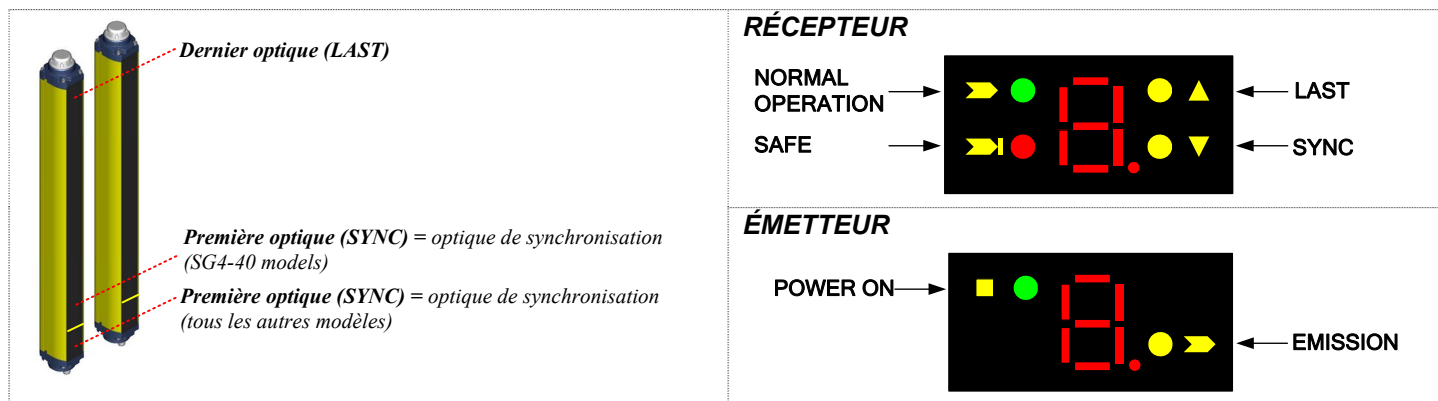 Dernier optique (LAST)
Première optique (SYNC) = optique de synchronisation
(SG4-40 models)
Première optique (SYNC) = optique de synchronisation
(tous les autres modèles)
RÉCEPTEUR
NORMAL
OPERATION
SAFE
LAST
SYNC
ÉMETTEUR
POWER ON
EMISSION